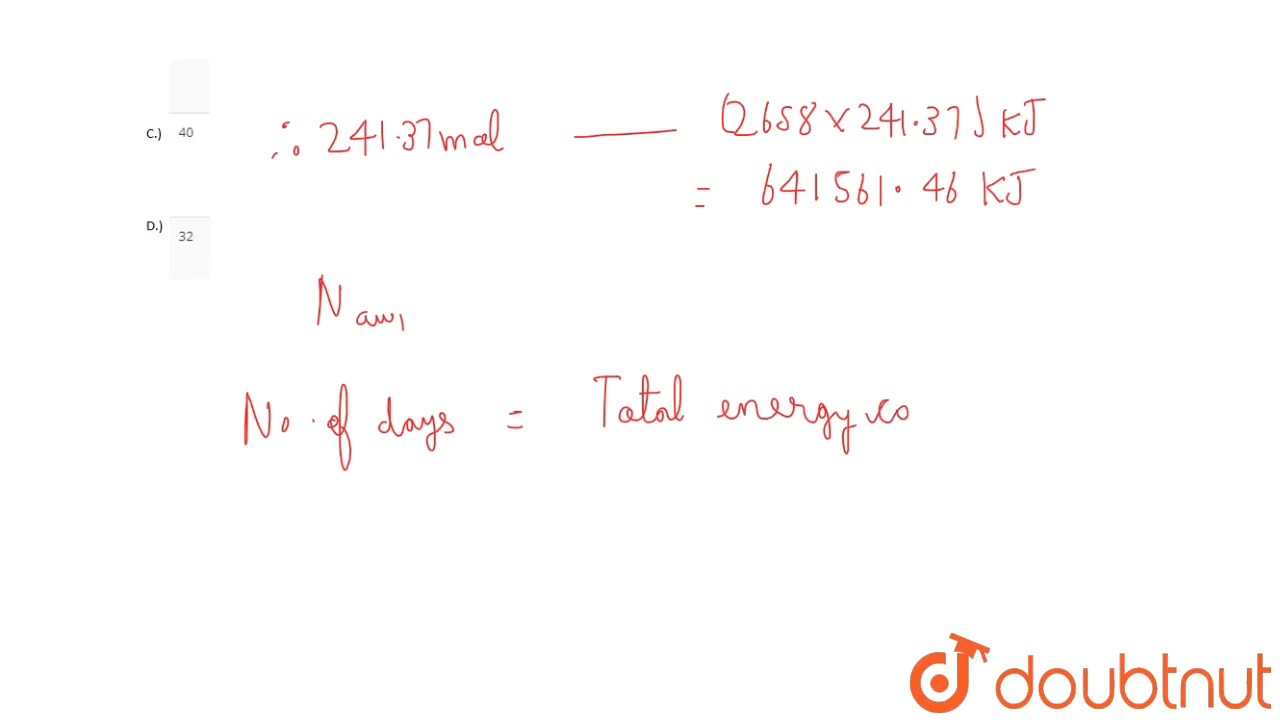 C.) 40
∴ 241.37 mol —— (2658 × 241.37) KJ
= 641561.46 KJ
D.) 32
Now,
No. of days = Total energy co
doubtnut